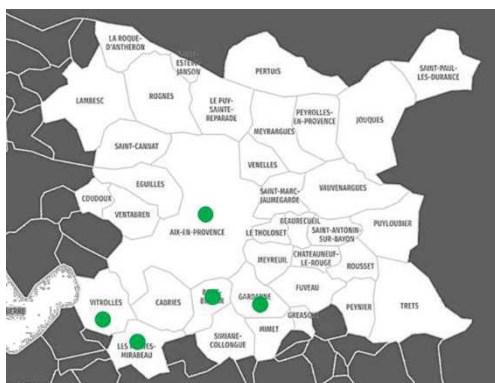 LA ROQUE-
D'ANTHERON
JANSON
PERTUIS
SAINT-PAUL-
LES-DURANCE
LAMBESC
ROGNES
LE PUY-
SAINTE-
REPARADE
MEYRARGUES
PEYROLLES-
EN-PROVENCE
JOUQUES
SAINT-CANNAT
VENELLES
EGUILLES
SAINT-MARC-
JAUMEGARDE
VAUVENARGUES
COUDOUX
VENTABREN
AIX-EN-PROVENCE
BEAURECUEIL
LE THOLONET
SAINT-ANTONIN-
SUR-BAYON
PUYLOUBIER
MEYREUIL
CHATEAUNEUF-
LE-ROUGE
ROUSSET
VITROLLES
CABRIES
GARDANNE
FUVEAU
PEYNIER
TRETS
LES
MIRABEAU
SIMIANE-
COLLONGUE
MIMET